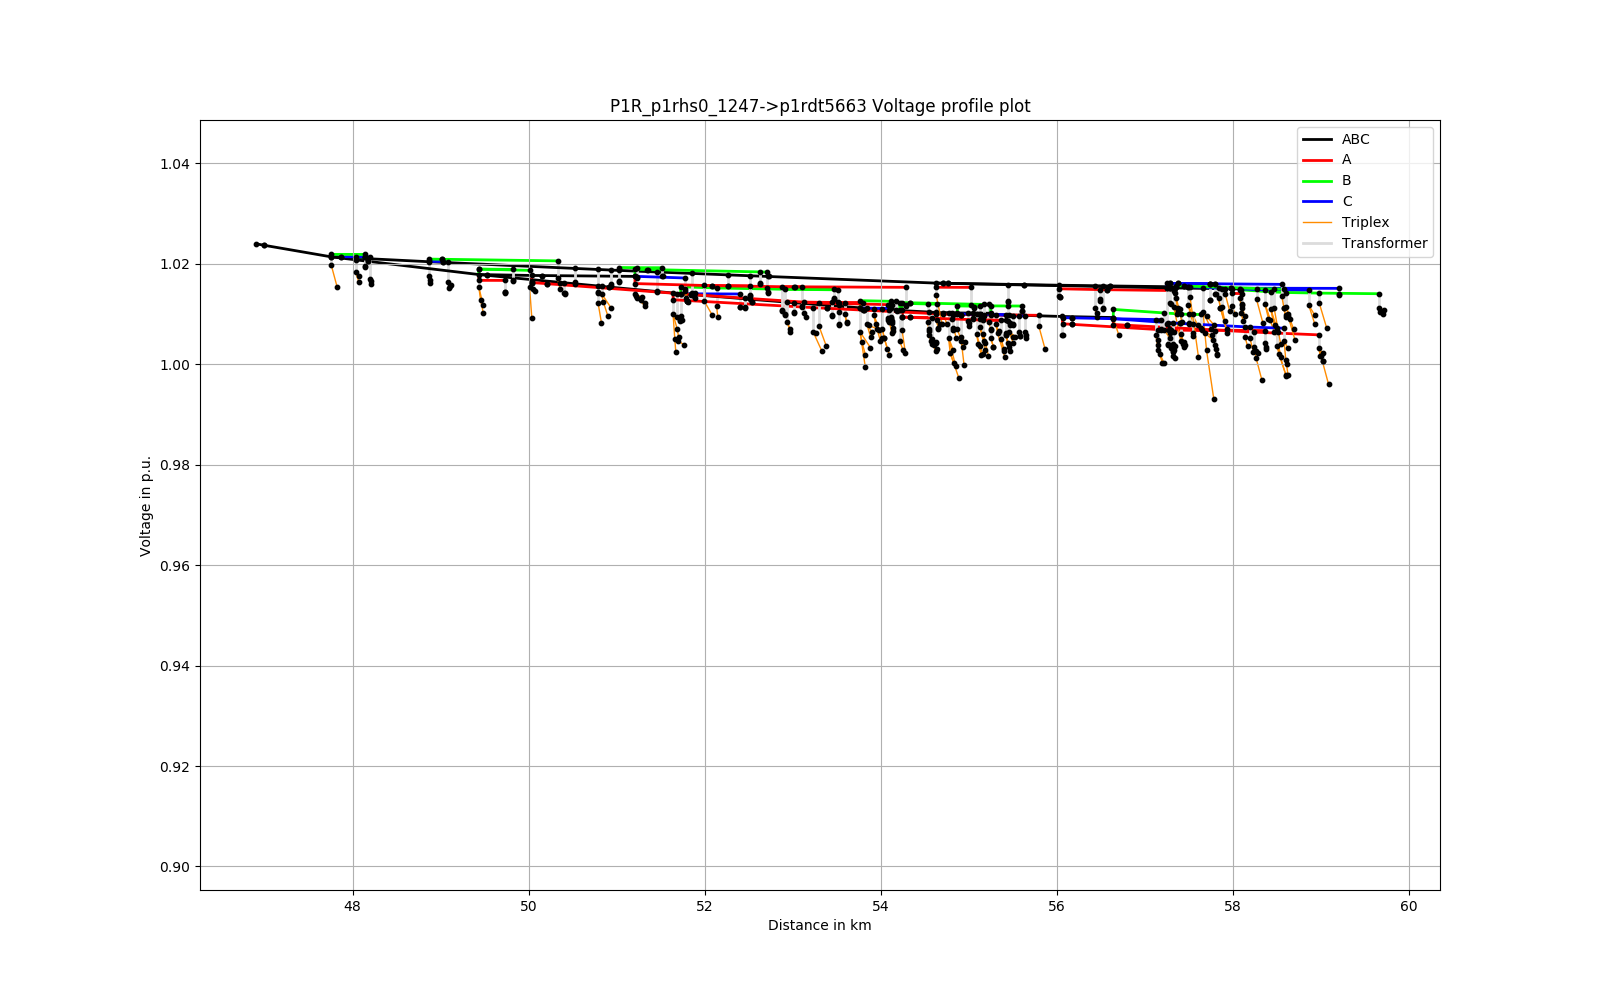 P1R_p1rhs0_1247->p1rdt5663 Voltage profile plot
ABC
A
B
C
Triplex
Transformer
1.04
1.02
1.00
0.98
0.96
0.94
0.92
0.90
Voltage in p.u.
48 50 52 54 56 58 60
Distance in km